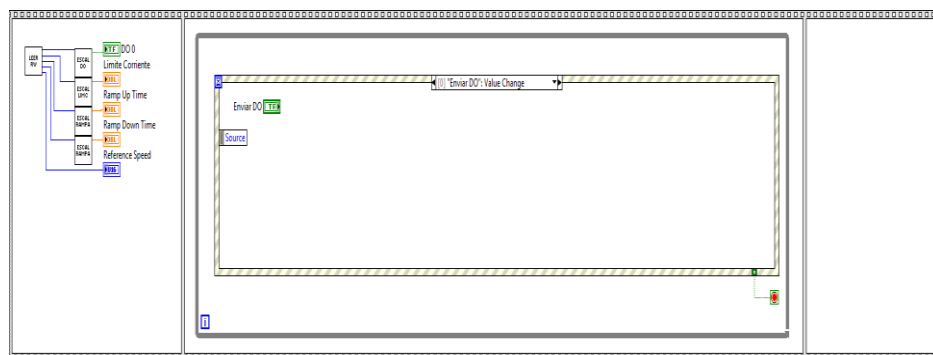 LEER
RV
ESCAL
DO
ESCAL
LIMC
ESCAL
RAMPA
ESCAL
RAMPA
TF DO 0
Limite Corriente
DBL
Ramp Up Time
DBL
Ramp Down Time
DBL
Reference Speed
U16
[0] "Enviar DO": Value Change
Enviar DO TF
Source
i